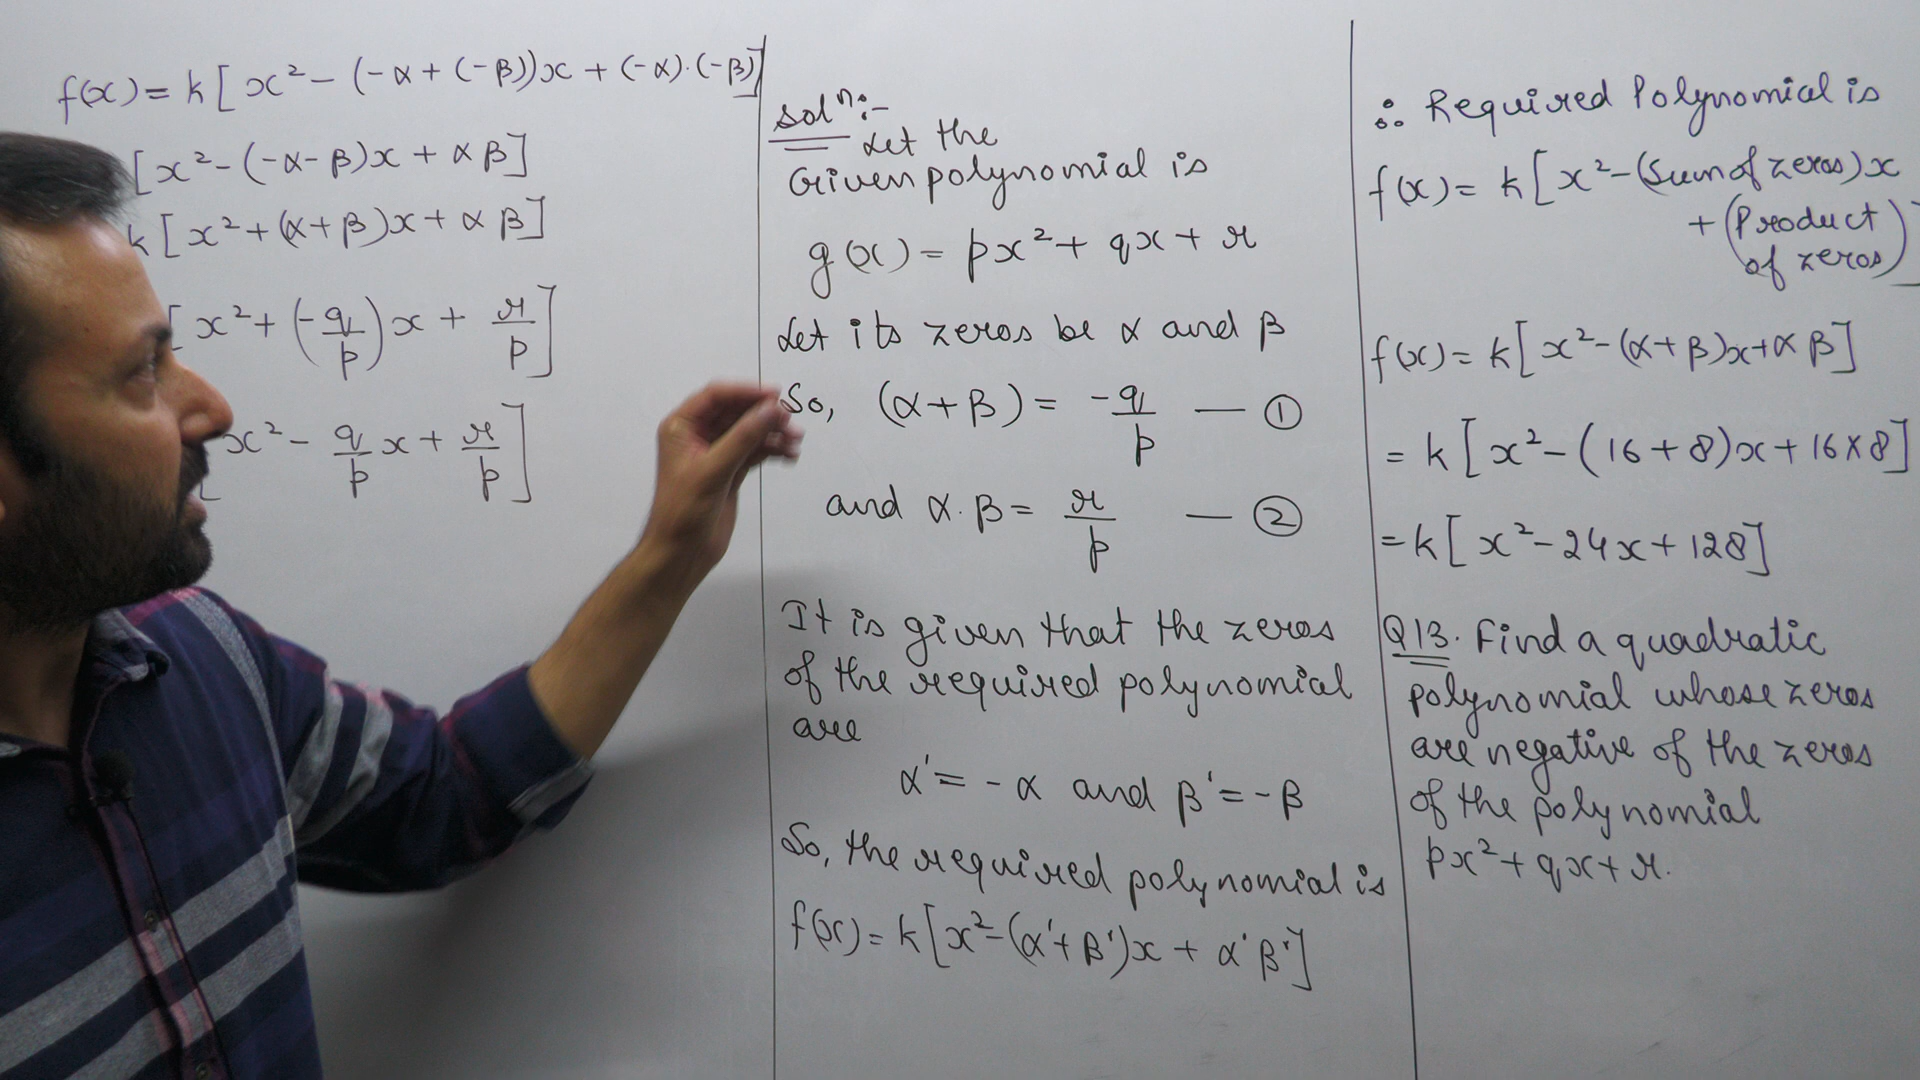 f(x) = k[x² - (-α + (-β))x + (-α)·(-β)]
[x² - (-α - β)x + αβ]
k[x² + (α + β)x + αβ]
[x² + (-q/p)x + r/p]
[x² - q/p x + r/p]
Solⁿ:-
Let the
Given polynomial is
g(x) = px² + qx + r
Let its zeros be α and β
So, (α + β) = -q/p — ①
and α·β = r/p — ②
It is given that the zeros
of the required polynomial
are
α' = -α and β' = -β
So, the required polynomial is
f(x) = k[x² - (α' + β')x + α'β']
∴ Required Polynomial is
f(x) = k[x² - (Sum of zeros)x
+ (Product
of zeros)]
f(x) = k[x² - (α + β)x + αβ]
= k[x² - (16 + 8)x + 16×8]
= k[x² - 24x + 128]
Q13. Find a quadratic
polynomial whose zeros
are negative of the zeros
of the polynomial
px² + qx + r.